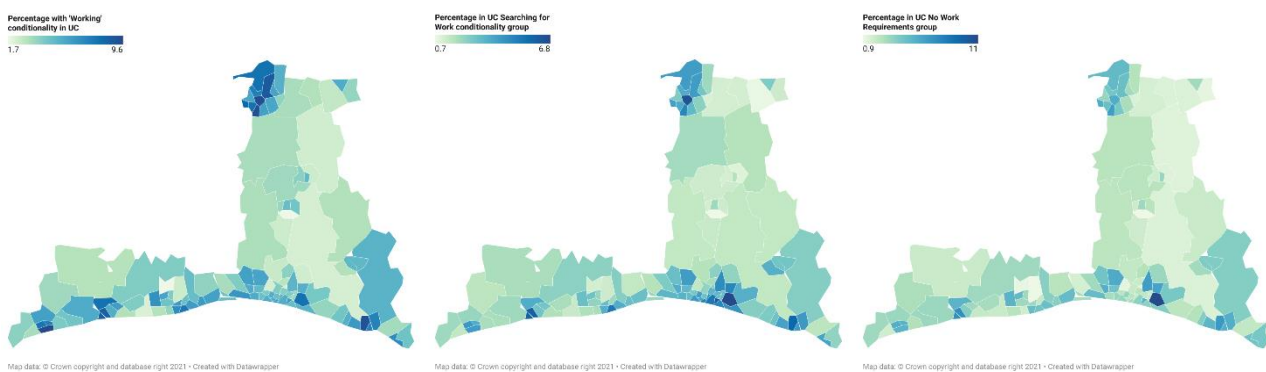 Percentage with 'Working'
conditionality in UC
1.7 9.6
Map data: © Crown copyright and database right 2021 • Created with Datawrapper
Percentage in UC Searching for
Work conditionality group
0.7 6.8
Map data: © Crown copyright and database right 2021 • Created with Datawrapper
Percentage in UC No Work
Requirements group
0.9 11
Map data: © Crown copyright and database right 2021 • Created with Datawrapper